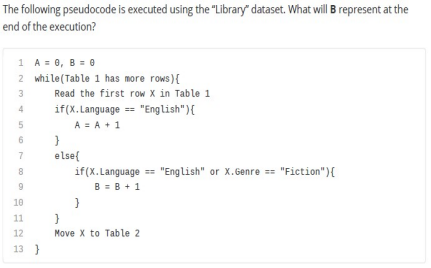 The following pseudocode is executed using the “Library” dataset. What will B represent at the
end of the execution?
1 A = 0, B = 0
2 while(Table 1 has more rows){
3 Read the first row X in Table 1
4 if(X.Language == "English"){
5 A = A + 1
6 }
7 else{
8 if(X.Language == "English" or X.Genre == "Fiction"){
9 B = B + 1
10 }
11 }
12 Move X to Table 2
13 }